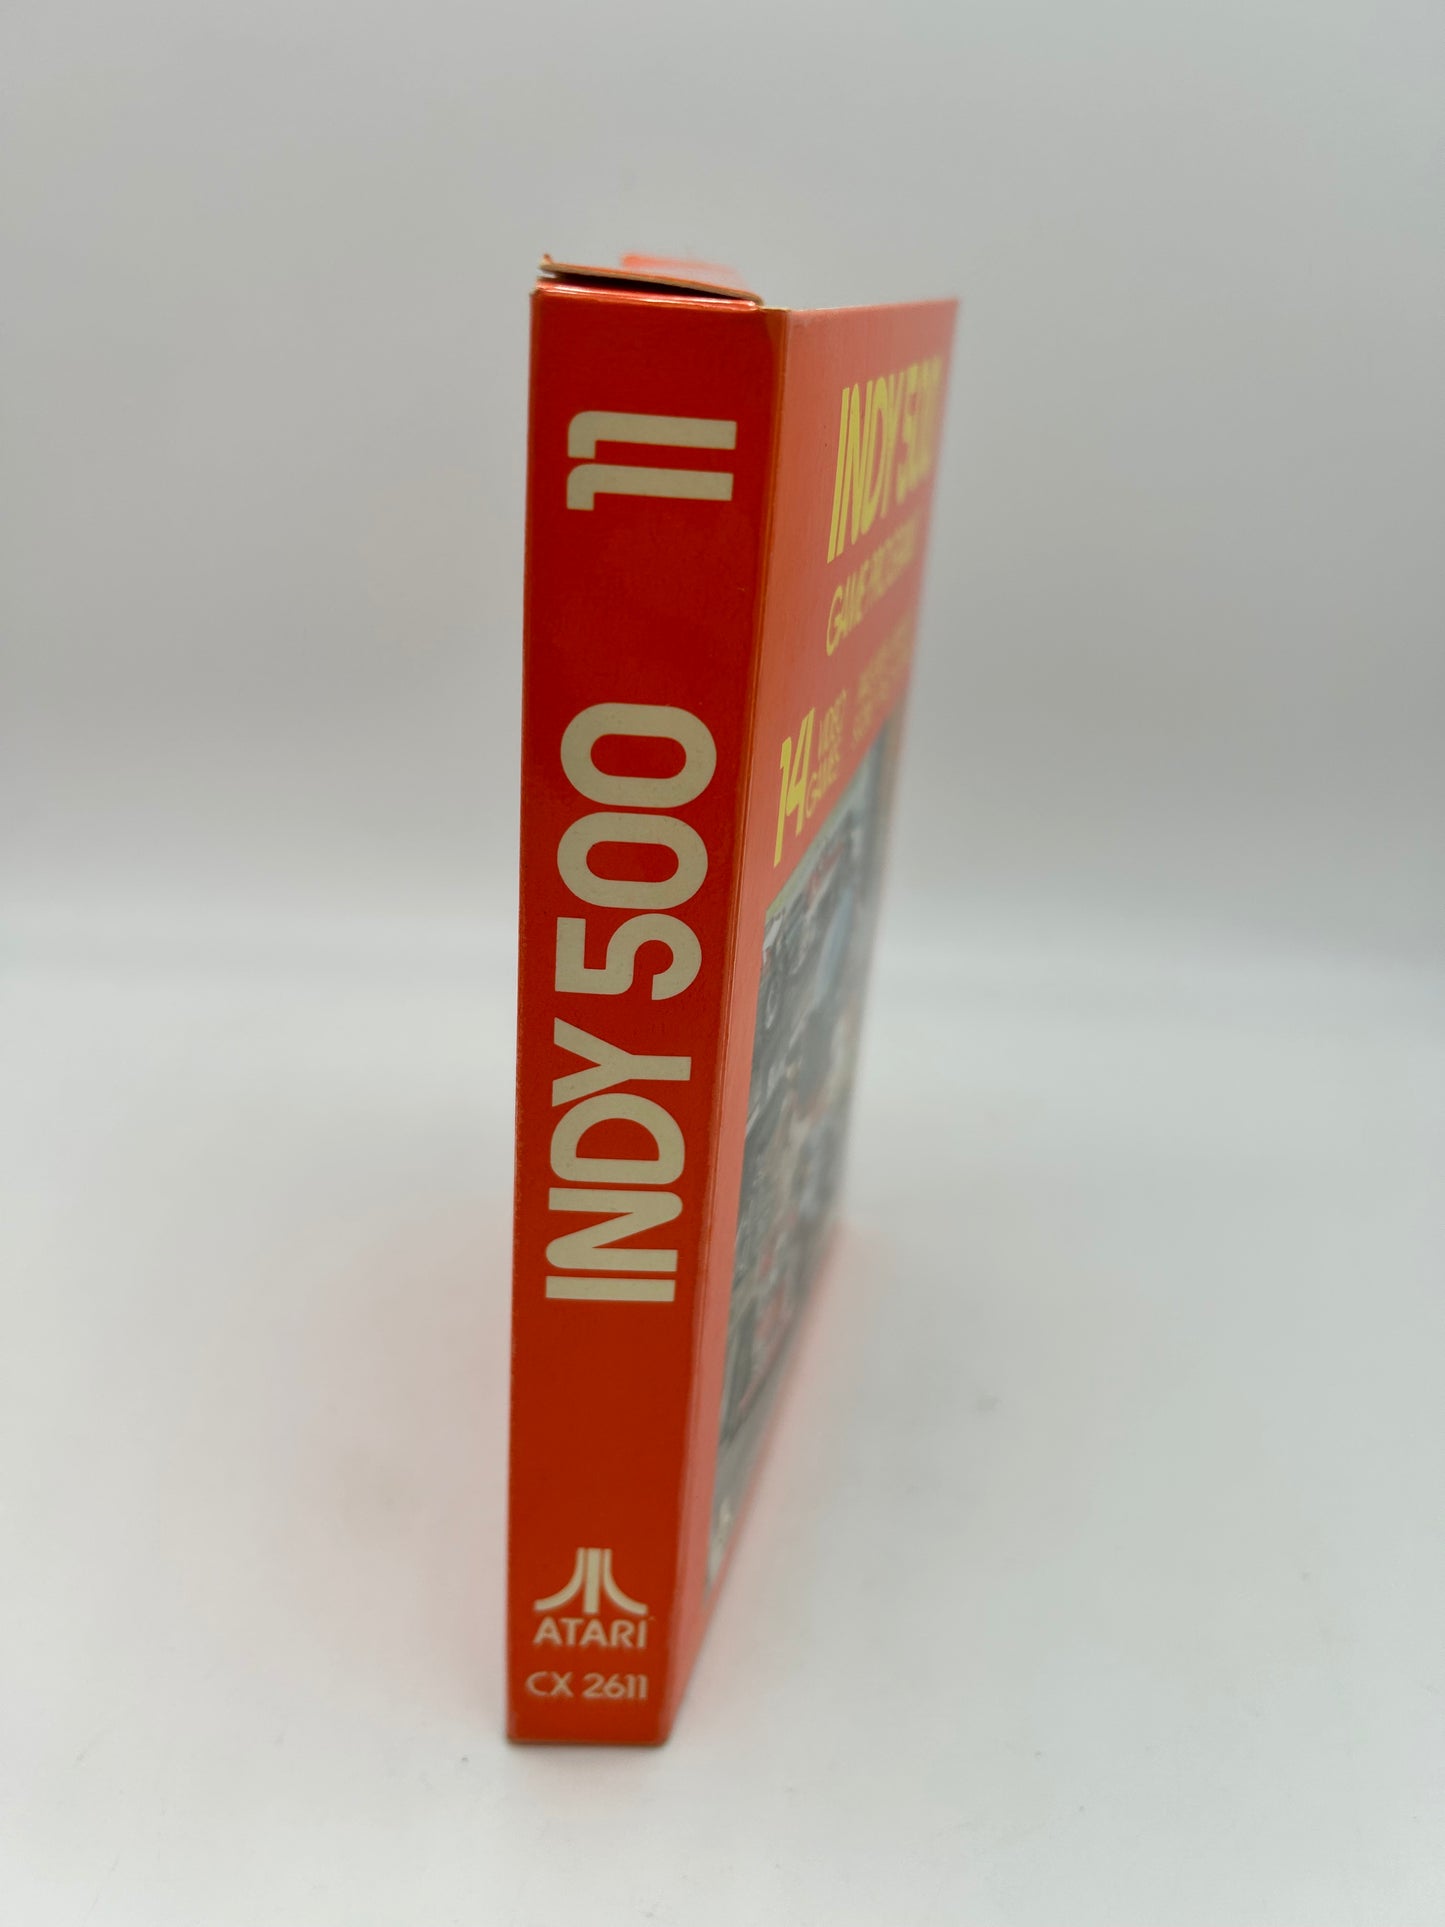 INDY 500 11
ATARI
CX 2611
INDY 500
GAME PROGRAM
14 VIDEO
GAMES